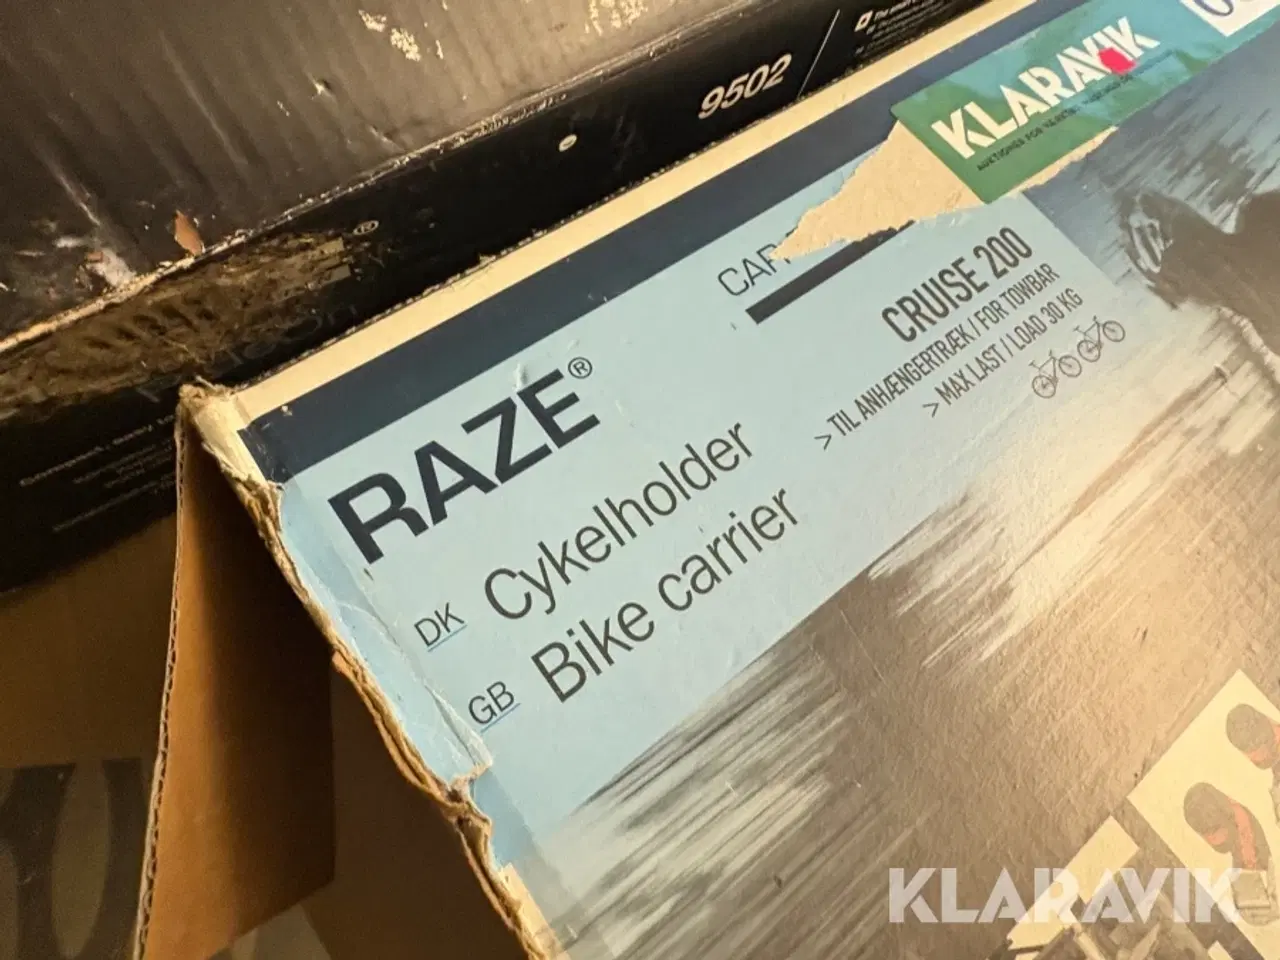 9502
KLARAVIK
CAR
CRUISE 200
> TIL ANHÆNGERTRÆK / FOR TOWBAR
> MAX LAST / LOAD 30 KG
RAZE®
DK Cykelholder
GB Bike carrier
KLARAVIK